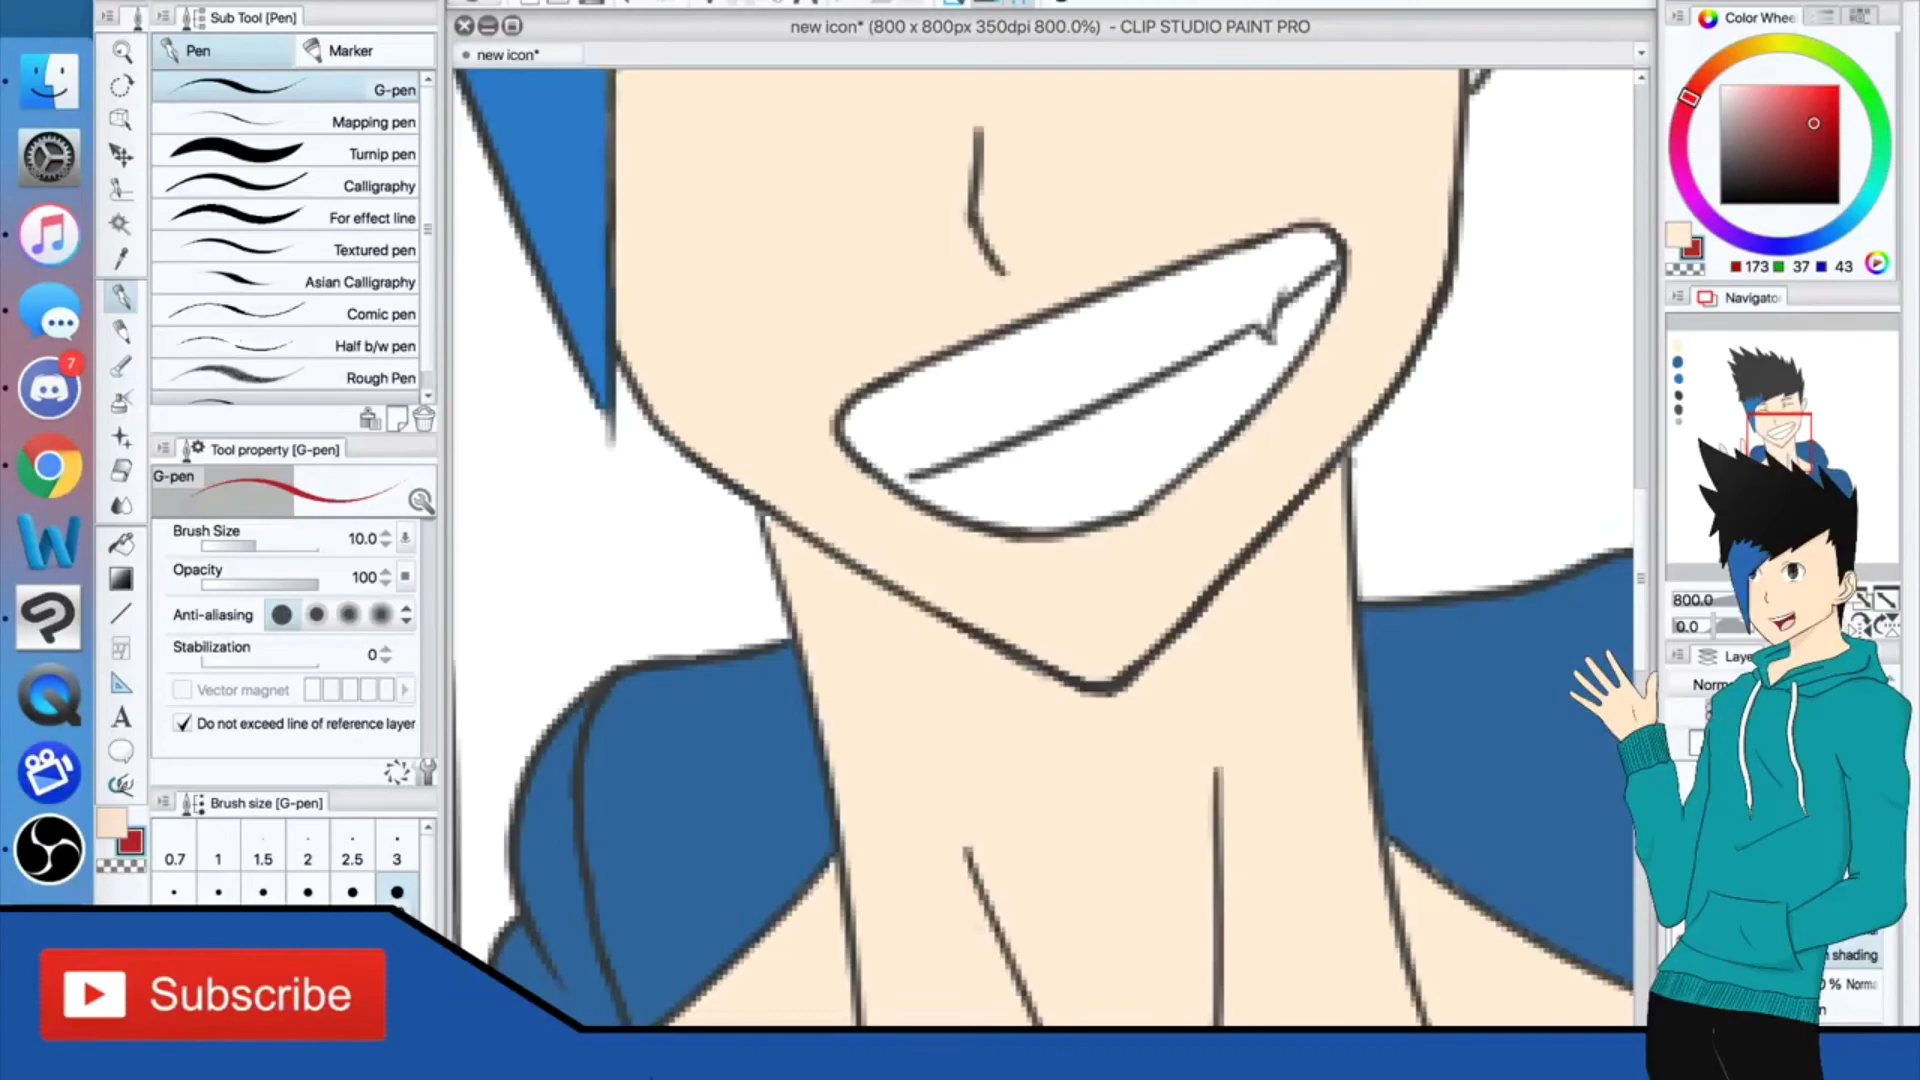 Sub Tool [Pen]
new icon* (800 x 800px 350dpi 800.0%) - CLIP STUDIO PAINT PRO
Color Whee
Pen
Marker
new icon*
G-pen
Mapping pen
Turnip pen
Calligraphy
For effect line
Textured pen
Asian Calligraphy
Comic pen
Half b/w pen
Rough Pen
173 37 43
Navigator
7
Tool property [G-pen]
G-pen
Brush Size 10.0
Opacity 100
Anti-aliasing
Stabilization 0
Vector magnet
Do not exceed line of reference layer
Brush size [G-pen]
0.7 1 1.5 2 2.5 3
800.0
0.0
Laye
Norm
shading
% Norma
A
Subscribe